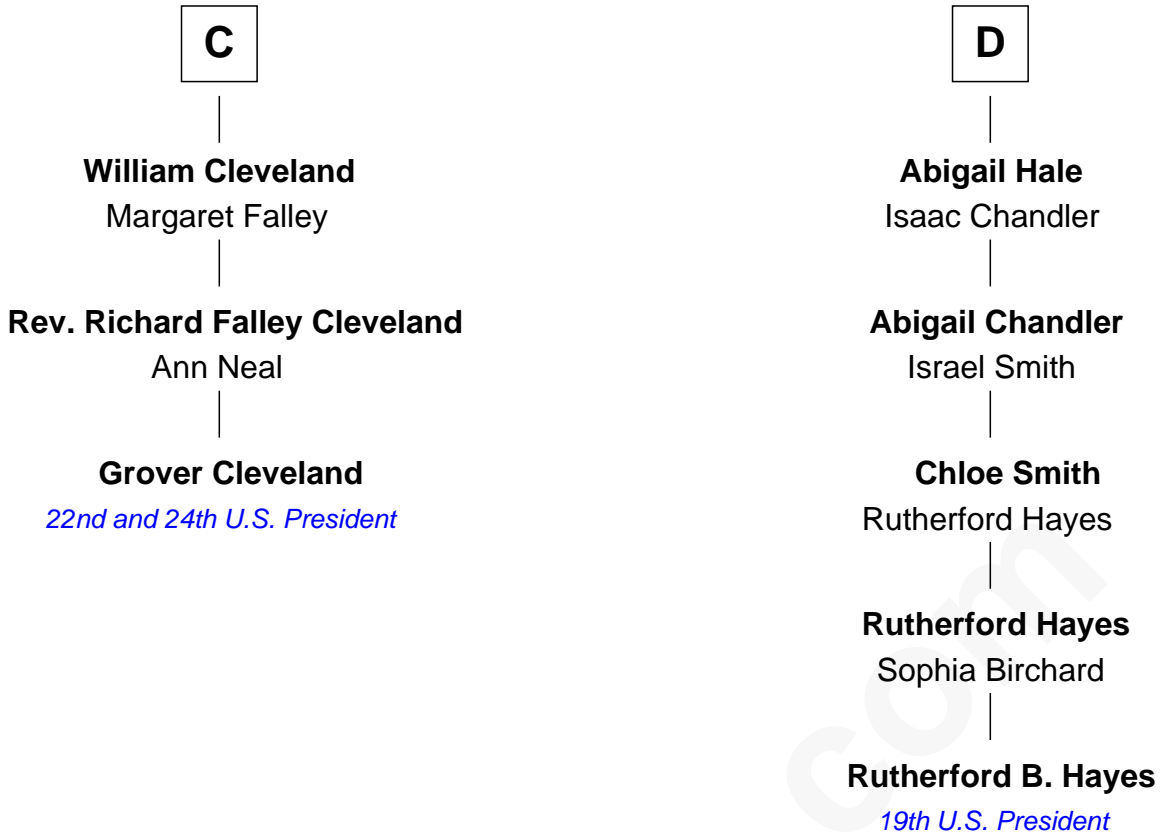 C
William Cleveland
Margaret Falley
Rev. Richard Falley Cleveland
Ann Neal
Grover Cleveland
22nd and 24th U.S. President
D
Abigail Hale
Isaac Chandler
Abigail Chandler
Israel Smith
Chloe Smith
Rutherford Hayes
Rutherford Hayes
Sophia Birchard
Rutherford B. Hayes
19th U.S. President
com